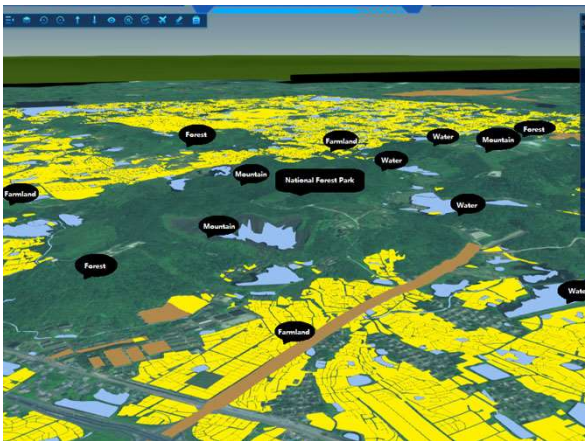 Forest
Farmland
Water
Mountain
Forest
Water
Mountain
National Forest Park
Farmland
Water
Mountain
Forest
Farmland